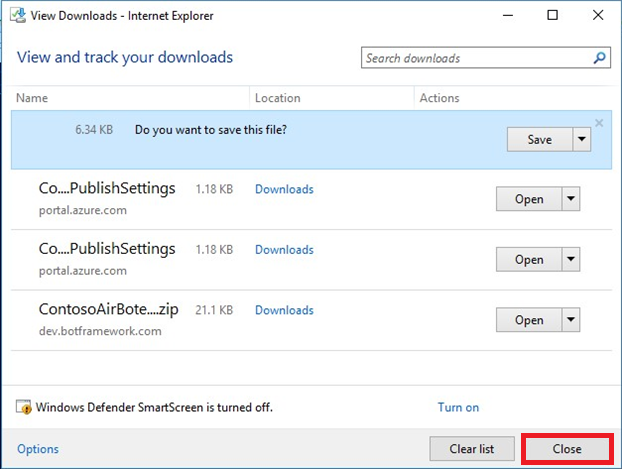 View Downloads - Internet Explorer
View and track your downloads
Search downloads
Name Location Actions
6.34 KB Do you want to save this file? Save
Co....PublishSettings 1.18 KB Downloads Open
portal.azure.com
Co....PublishSettings 1.18 KB Downloads Open
portal.azure.com
ContosoAirBote....zip 21.1 KB Downloads Open
dev.botframework.com
Windows Defender SmartScreen is turned off. Turn on
Options Clear list Close